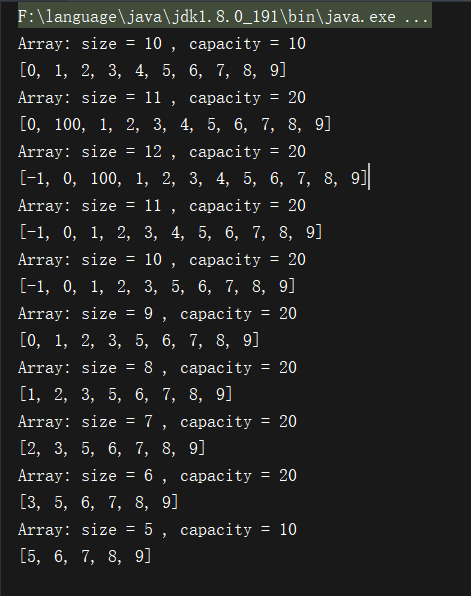 F:\language\java\jdk1.8.0_191\bin\java.exe ...
Array: size = 10 , capacity = 10
[0, 1, 2, 3, 4, 5, 6, 7, 8, 9]
Array: size = 11 , capacity = 20
[0, 100, 1, 2, 3, 4, 5, 6, 7, 8, 9]
Array: size = 12 , capacity = 20
[-1, 0, 100, 1, 2, 3, 4, 5, 6, 7, 8, 9]
Array: size = 11 , capacity = 20
[-1, 0, 1, 2, 3, 4, 5, 6, 7, 8, 9]
Array: size = 10 , capacity = 20
[-1, 0, 1, 2, 3, 5, 6, 7, 8, 9]
Array: size = 9 , capacity = 20
[0, 1, 2, 3, 5, 6, 7, 8, 9]
Array: size = 8 , capacity = 20
[1, 2, 3, 5, 6, 7, 8, 9]
Array: size = 7 , capacity = 20
[2, 3, 5, 6, 7, 8, 9]
Array: size = 6 , capacity = 20
[3, 5, 6, 7, 8, 9]
Array: size = 5 , capacity = 10
[5, 6, 7, 8, 9]